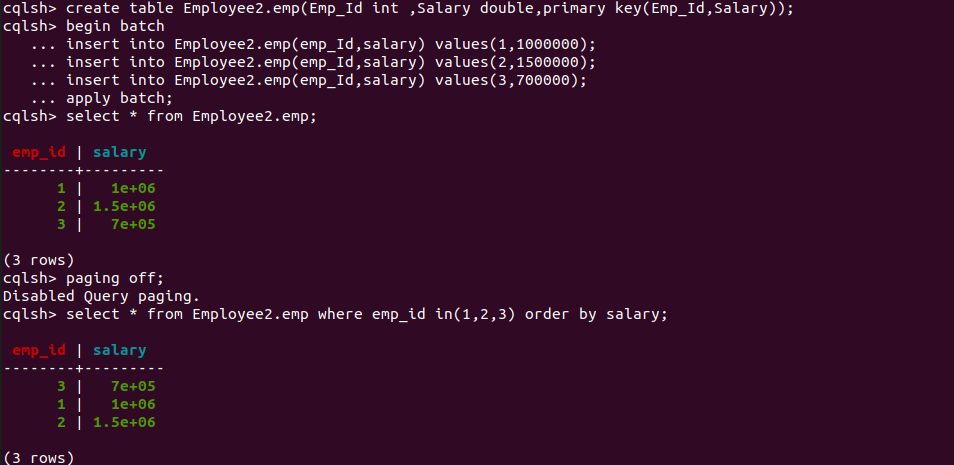 cqlsh> create table Employee2.emp(Emp_Id int ,Salary double,primary key(Emp_Id,Salary));
cqlsh> begin batch
   ... insert into Employee2.emp(emp_Id,salary) values(1,1000000);
   ... insert into Employee2.emp(emp_Id,salary) values(2,1500000);
   ... insert into Employee2.emp(emp_Id,salary) values(3,700000);
   ... apply batch;
cqlsh> select * from Employee2.emp;
 emp_id | salary
--------+---------
      1 |   1e+06
      2 | 1.5e+06
      3 |   7e+05
(3 rows)
cqlsh> paging off;
Disabled Query paging.
cqlsh> select * from Employee2.emp where emp_id in(1,2,3) order by salary;
 emp_id | salary
--------+---------
      3 |   7e+05
      1 |   1e+06
      2 | 1.5e+06
(3 rows)